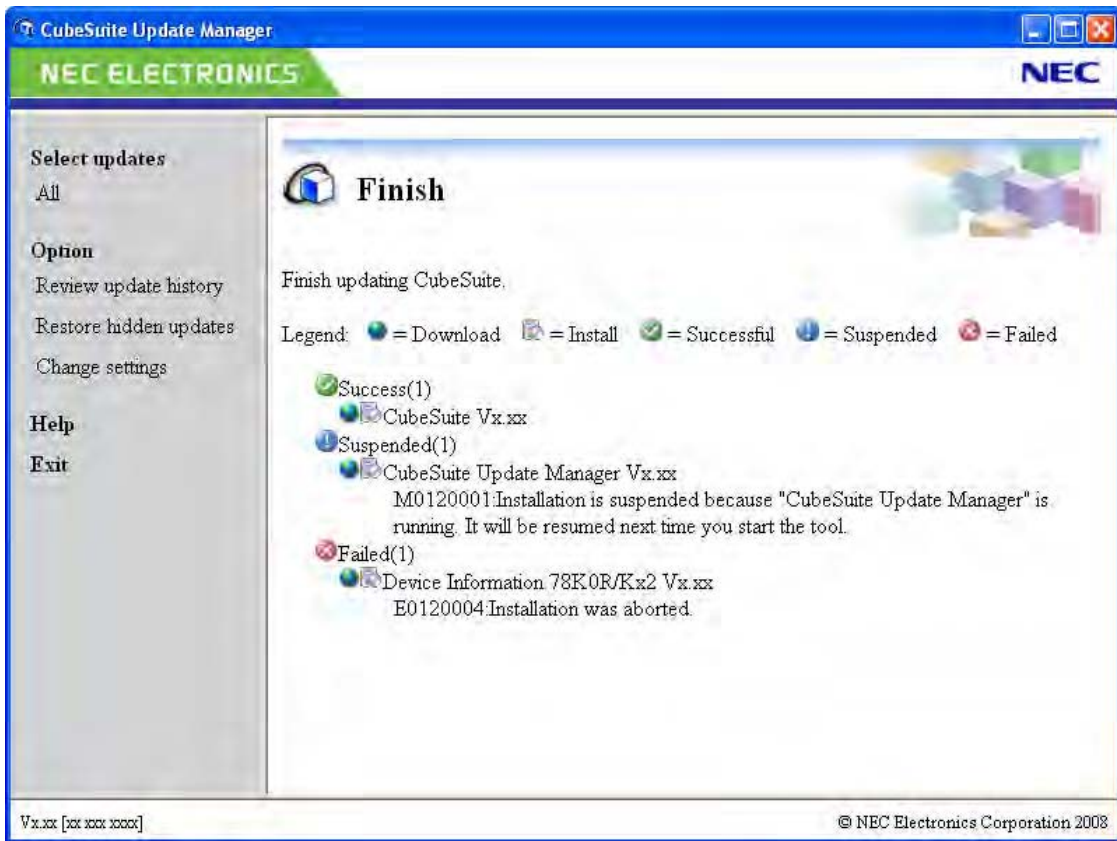 CubeSuite Update Manager
NEC ELECTRONICS
NEC
Select updates
All
Option
Review update history
Restore hidden updates
Change settings
Help
Exit
Finish
Finish updating CubeSuite.
Legend: = Download = Install = Successful = Suspended = Failed
Success(1)
CubeSuite Vx.xx
Suspended(1)
CubeSuite Update Manager Vx.xx
M0120001:Installation is suspended because "CubeSuite Update Manager" is
running. It will be resumed next time you start the tool.
Failed(1)
Device Information 78K0R/Kx2 Vx.xx
E0120004:Installation was aborted.
Vx.xx [xx xxx xxxx]
© NEC Electronics Corporation 2008